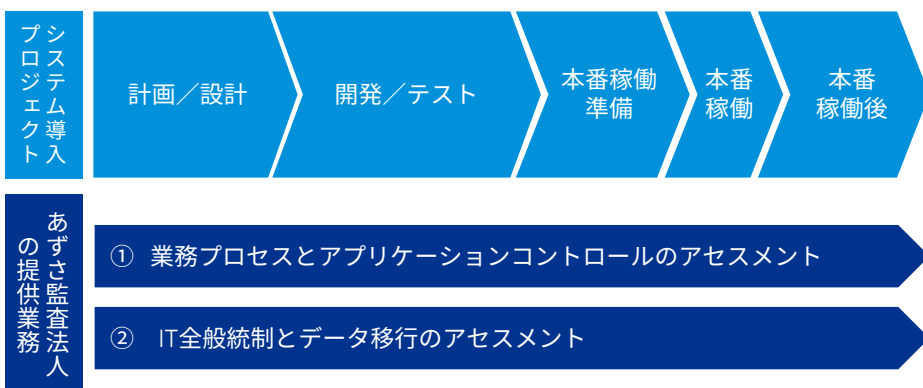 システム導入
プロジェクト
計画／設計
開発／テスト
本番稼働
準備
本番
稼働
本番
稼働後
あずさ監査法人
の提供業務
① 業務プロセスとアプリケーションコントロールのアセスメント
② IT全般統制とデータ移行のアセスメント